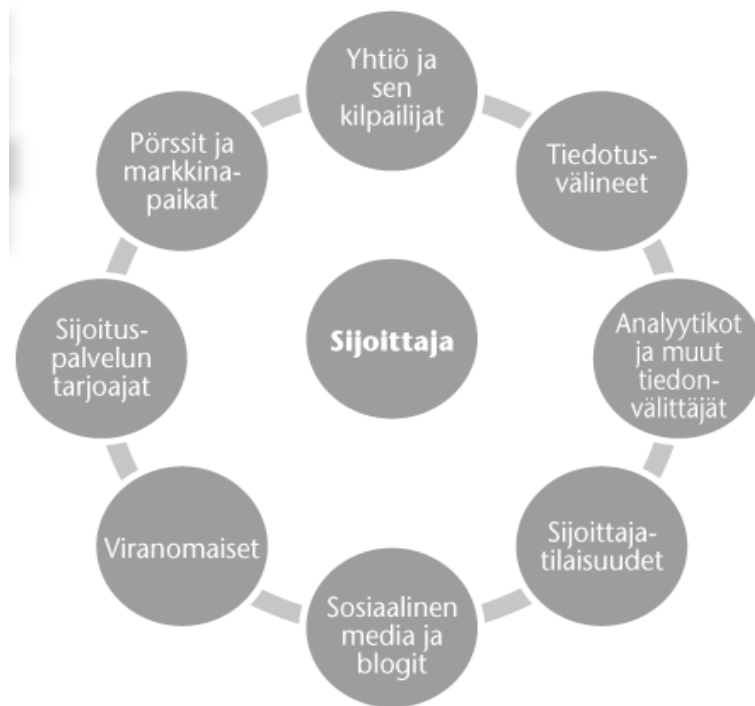 Yhtiö ja
sen
kilpailijat
Tiedotus-
välineet
Analyytikot
ja muut
tiedon-
välittäjät
Sijoittaja-
tilaisuudet
Sosiaalinen
media ja
blogit
Viranomaiset
Sijoitus-
palvelun
tarjoajat
Pörssit ja
markkina-
paikat
Sijoittaja